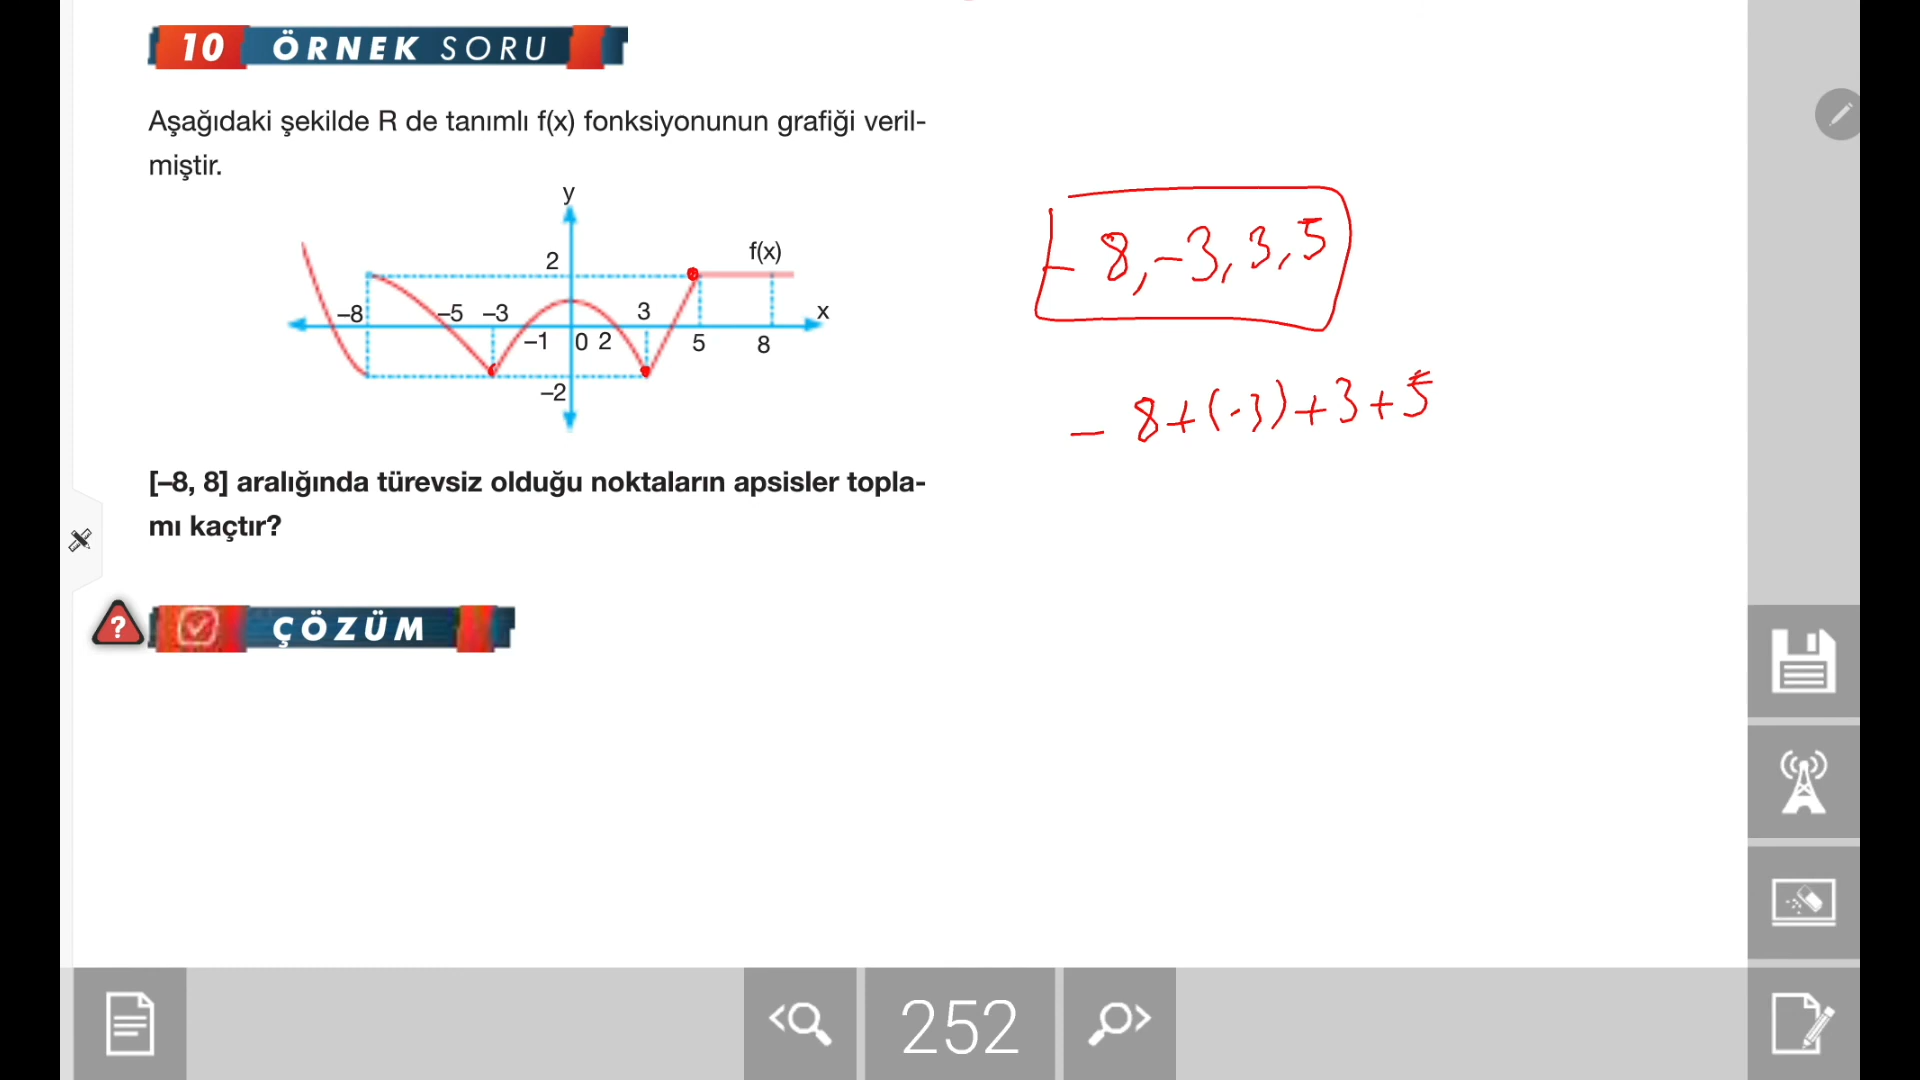 10 ÖRNEK SORU
Aşağıdaki şekilde R de tanımlı f(x) fonksiyonunun grafiği veril-
miştir.
y
2
f(x)
–8
–5
–3
3
x
–1
0
2
5
8
–2
- 8, -3, 3, 5
- 8 + (-3) + 3 + 5
[–8, 8] aralığında türevsiz olduğu noktaların apsisler topla-
mı kaçtır?
?
ÇÖZÜM
252